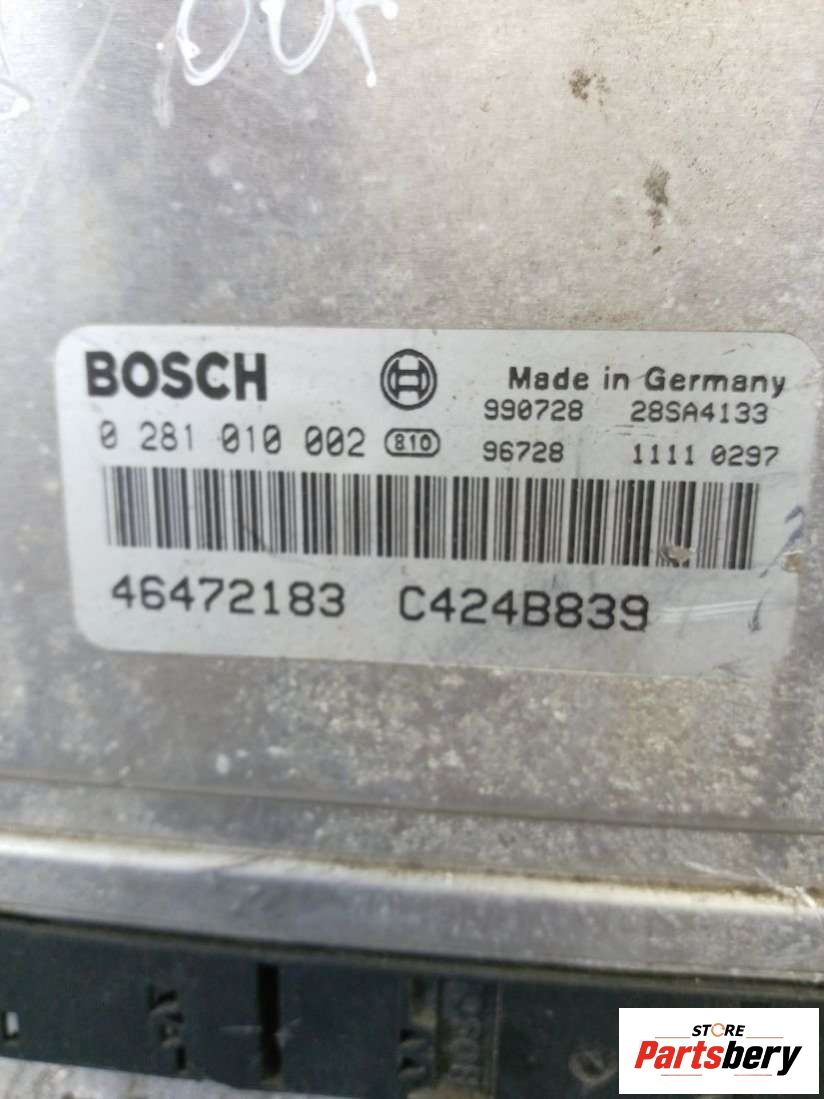 BOSCH
Made in Germany
990728 28SA4133
0 281 010 002 810
96728 1111 0297
46472183 C424B839
STORE
Partsbery